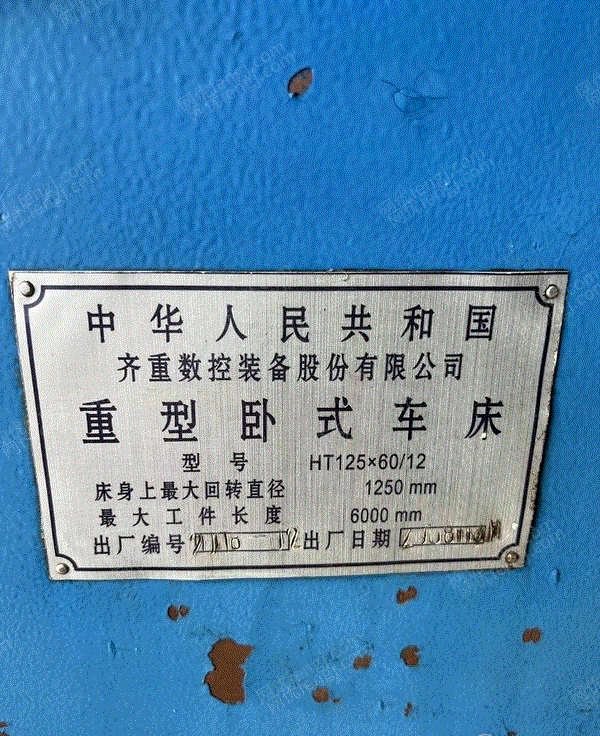 中华人民共和国
齐重数控装备股份有限公司
重型卧式车床
型号 HT125×60/12
床身上最大回转直径 1250 mm
最大工件长度 6000 mm
出厂编号 出厂日期